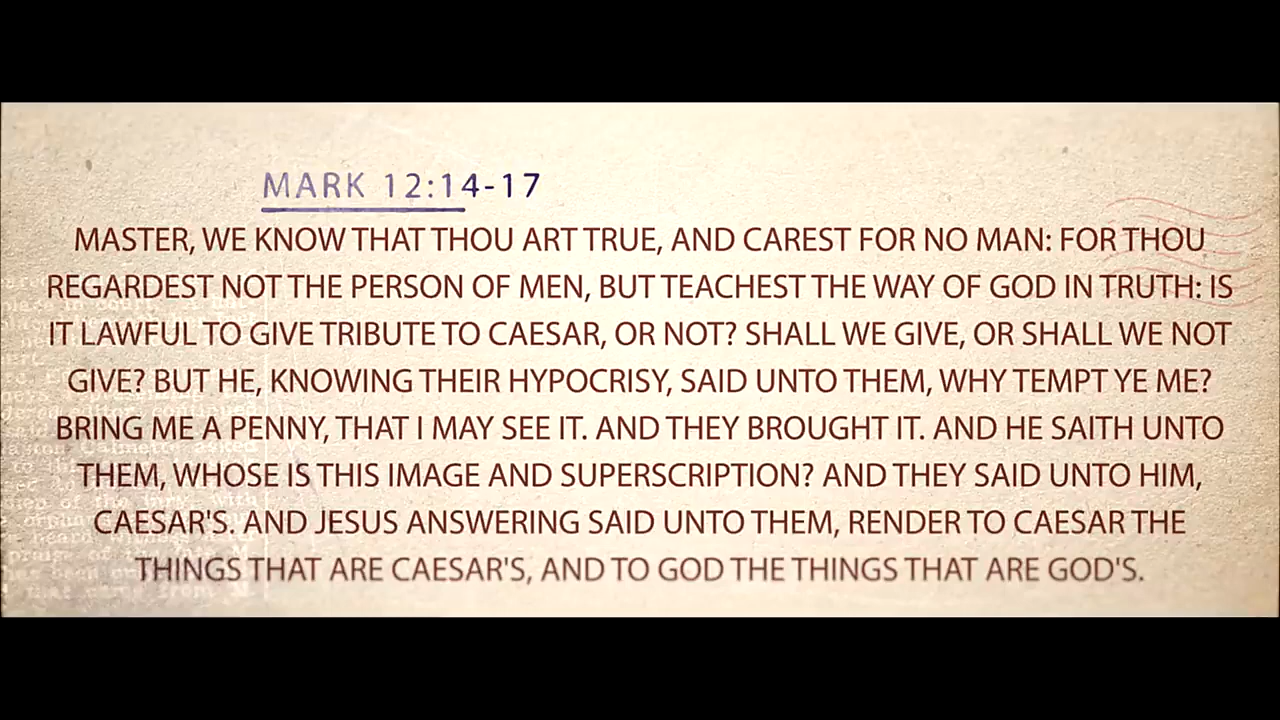 MARK 12:14-17
MASTER, WE KNOW THAT THOU ART TRUE, AND CAREST FOR NO MAN: FOR THOU
REGARDEST NOT THE PERSON OF MEN, BUT TEACHEST THE WAY OF GOD IN TRUTH: IS
IT LAWFUL TO GIVE TRIBUTE TO CAESAR, OR NOT? SHALL WE GIVE, OR SHALL WE NOT
GIVE? BUT HE, KNOWING THEIR HYPOCRISY, SAID UNTO THEM, WHY TEMPT YE ME?
BRING ME A PENNY, THAT I MAY SEE IT. AND THEY BROUGHT IT. AND HE SAITH UNTO
THEM, WHOSE IS THIS IMAGE AND SUPERSCRIPTION? AND THEY SAID UNTO HIM,
CAESAR'S. AND JESUS ANSWERING SAID UNTO THEM, RENDER TO CAESAR THE
THINGS THAT ARE CAESAR'S, AND TO GOD THE THINGS THAT ARE GOD'S.